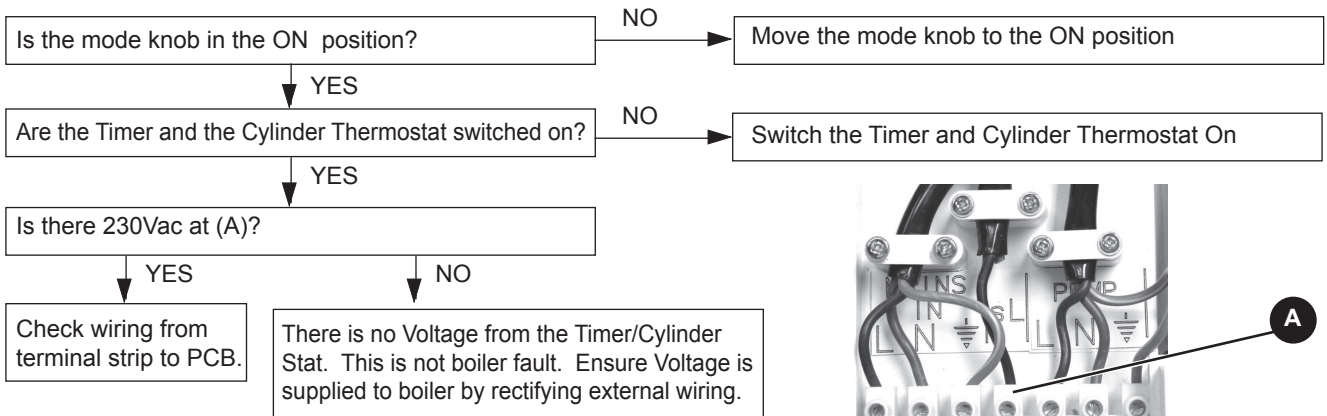 Is the mode knob in the ON position?
NO
Move the mode knob to the ON position
YES
Are the Timer and the Cylinder Thermostat switched on?
NO
Switch the Timer and Cylinder Thermostat On
YES
Is there 230Vac at (A)?
YES
NO
Check wiring from
terminal strip to PCB.
There is no Voltage from the Timer/Cylinder
Stat. This is not boiler fault. Ensure Voltage is
supplied to boiler by rectifying external wiring.
IN
L N
L N
A